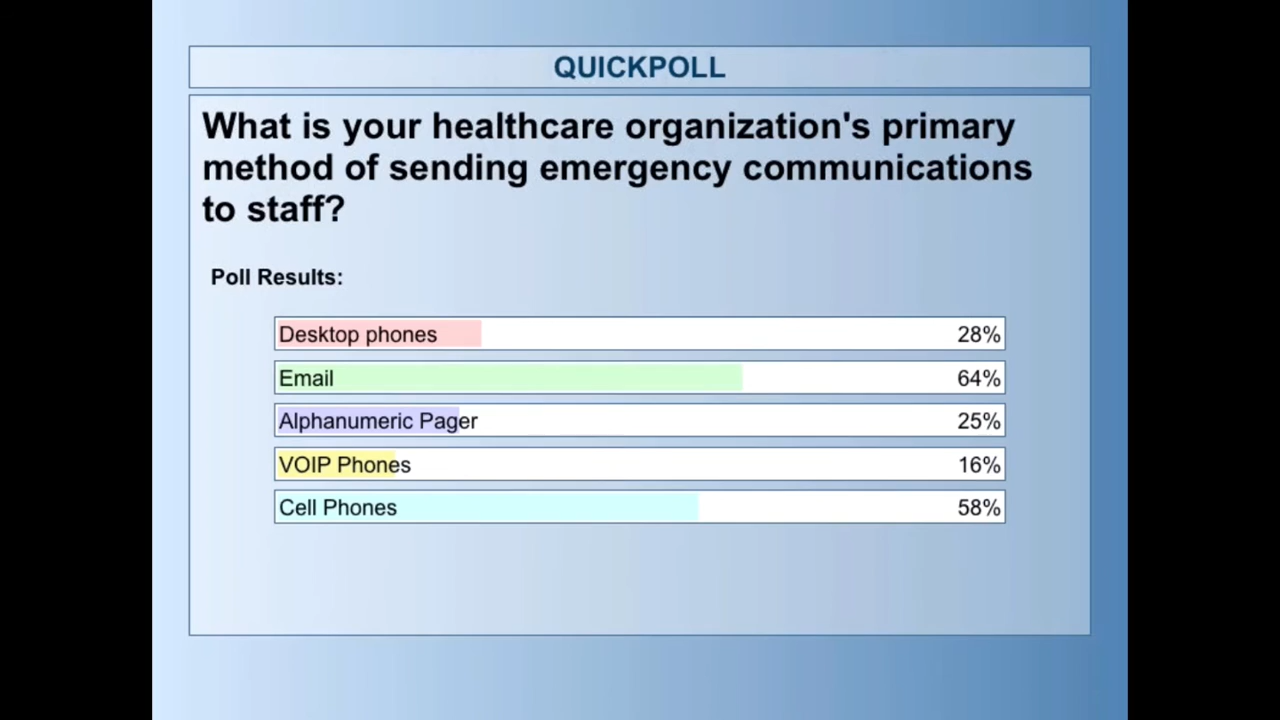 QUICKPOLL
What is your healthcare organization's primary
method of sending emergency communications
to staff?
Poll Results:
Desktop phones 28%
Email 64%
Alphanumeric Pager 25%
VOIP Phones 16%
Cell Phones 58%